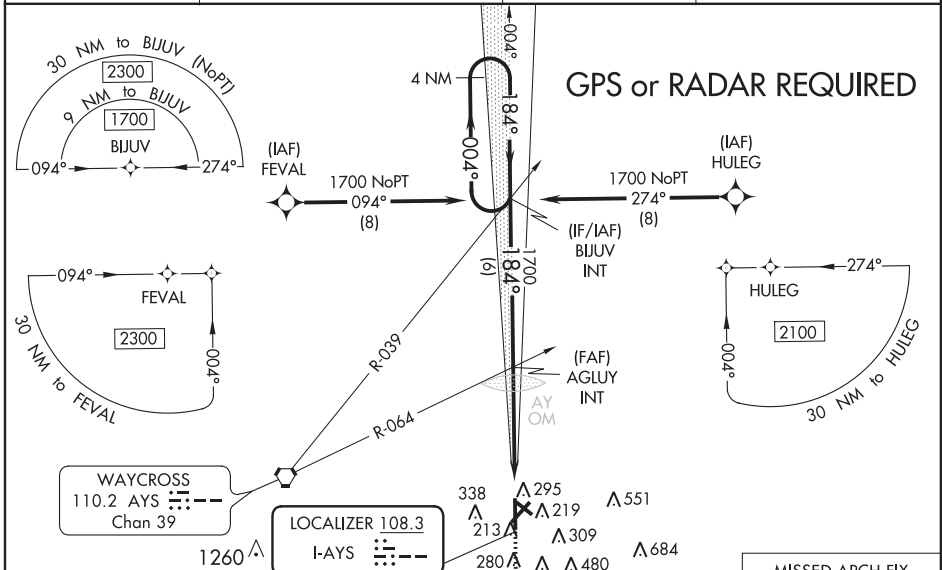 30 NM to BIJUV (NoPT)
2300
9 NM to BIJUV
1700
BIJUV
094°
274°
4 NM
004°
184°
004°
GPS or RADAR REQUIRED
(IAF)
FEVAL
1700 NoPT
094°
(8)
(IAF)
HULEG
1700 NoPT
274°
(8)
(IF/IAF)
BIJUV
INT
1700
184°
(6)
094°
FEVAL
2300
004°
30 NM to FEVAL
274°
HULEG
2100
004°
30 NM to HULEG
R-039
R-064
(FAF)
AGLUY
INT
AY
OM
WAYCROSS
110.2 AYS
Chan 39
LOCALIZER 108.3
I-AYS
338
295
219
551
213
309
1260
280
480
684
MISSED APCH FIX